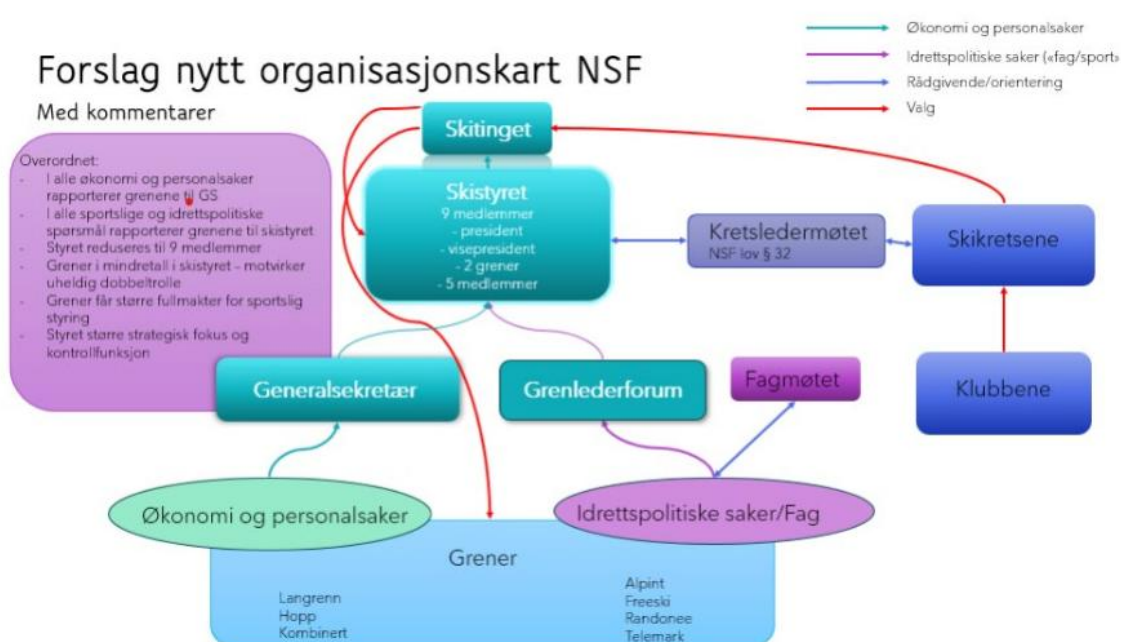 Økonomi og personalsaker
Idrettspolitiske saker («fag/sport»
Rådgivende/orientering
Valg
Forslag nytt organisasjonskart NSF
Med kommentarer
Overordnet:
- I alle økonomi og personalsaker
rapporterer grenene til GS
- I alle sportslige og idrettspolitiske
spørsmål rapporterer grenene til skistyret
- Styret reduseres til 9 medlemmer
- Grener i mindretall i skistyret – motvirker
uheldig dobbeltrolle
- Grener får større fullmakter for sportslig
styring
- Styret større strategisk fokus og
kontrollfunksjon
Skitinget
Skistyret
9 medlemmer
- president
- visepresident
- 2 grener
- 5 medlemmer
Kretsledermøtet
NSF lov § 32
Skikretsene
Generalsekretær
Grenlederforum
Fagmøtet
Klubbene
Økonomi og personalsaker
Idrettspolitiske saker/Fag
Grener
Langrenn
Hopp
Kombinert
Alpint
Freeski
Randonee
Telemark